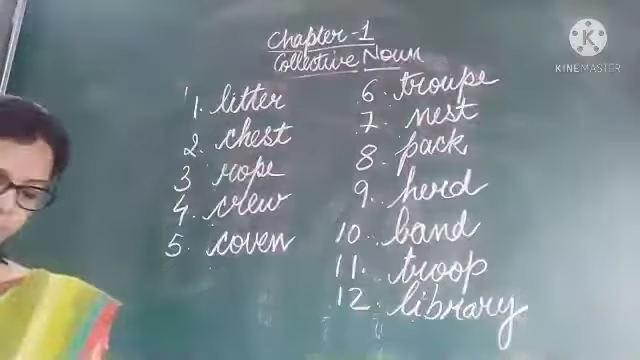 Chapter-1
Collective Noun
1. litter
2. chest
3 rope
4. crew
5. coven
6. troupe
7. nest
8. pack
9. herd
10. band
11. troop
12. library
K
KINEMASTER